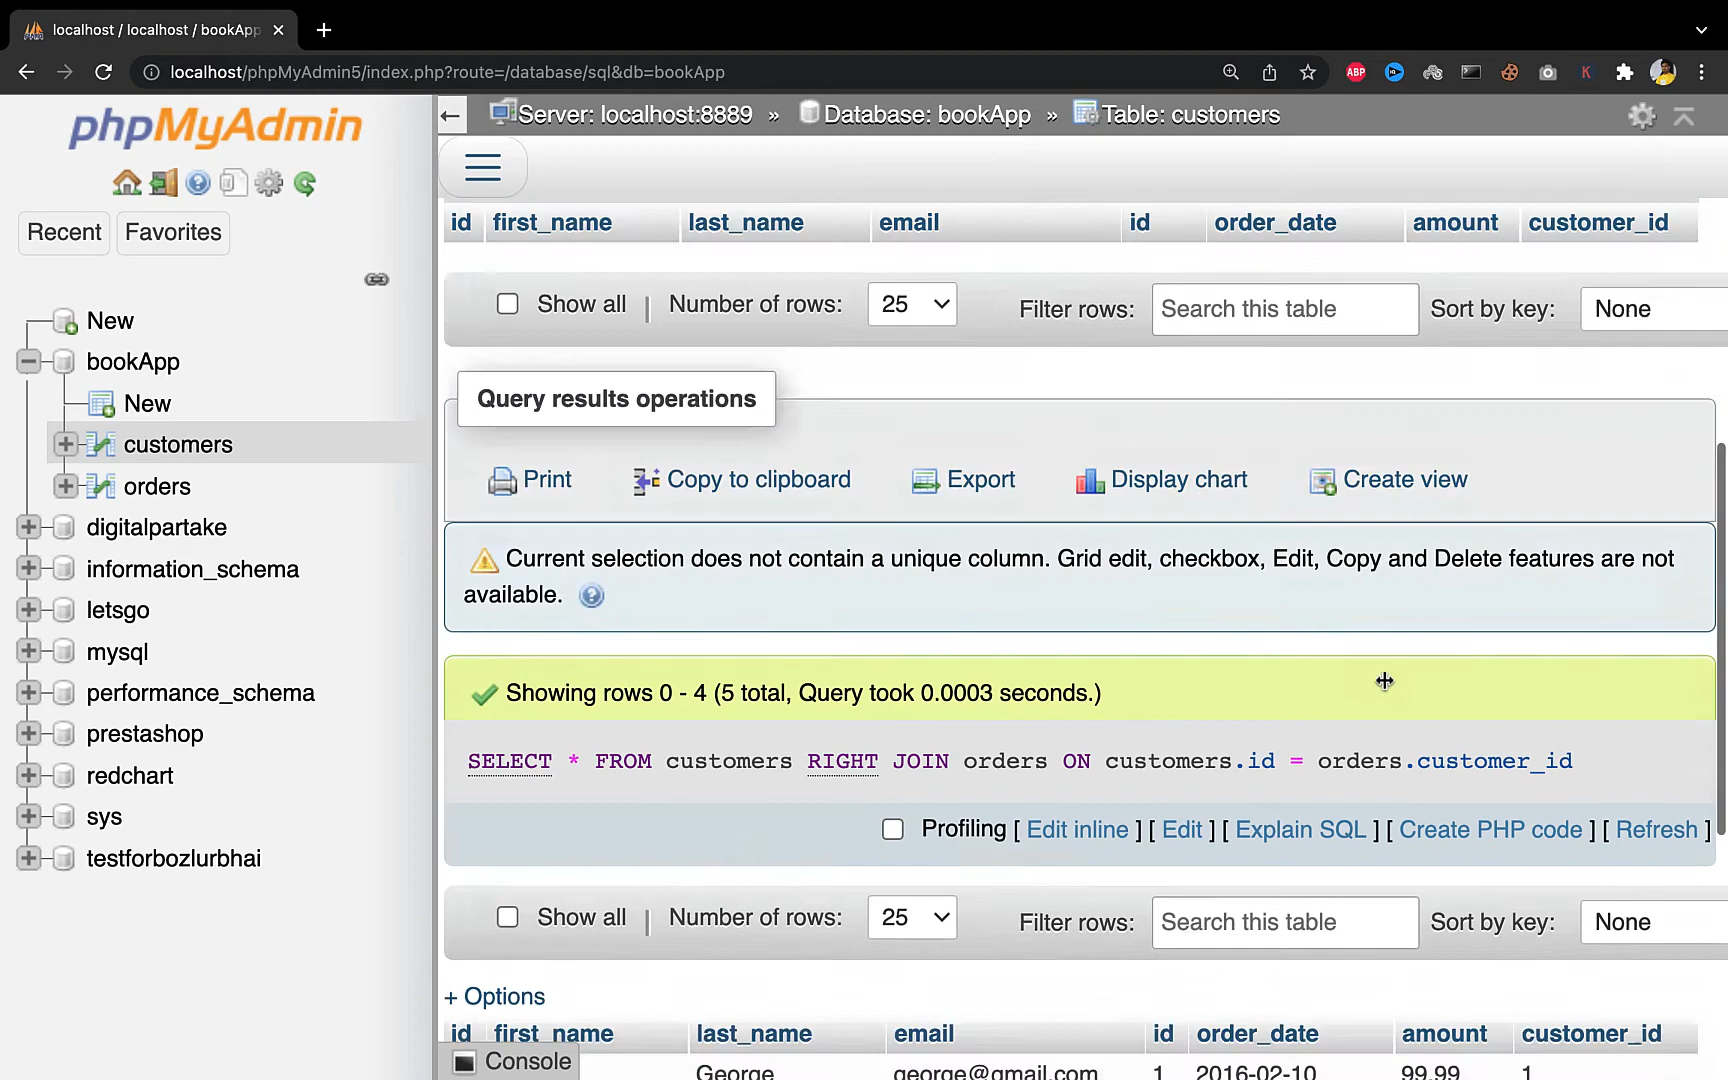 localhost / localhost / bookApp
localhost/phpMyAdmin5/index.php?route=/database/sql&db=bookApp
ABP
K
phpMyAdmin
Recent
Favorites
New
bookApp
New
customers
orders
digitalpartake
information_schema
letsgo
mysql
performance_schema
prestashop
redchart
sys
testforbozlurbhai
Server: localhost:8889 » Database: bookApp » Table: customers
id first_name last_name email id order_date amount customer_id
Show all | Number of rows: 25 Filter rows: Search this table Sort by key: None
Query results operations
Print Copy to clipboard Export Display chart Create view
Current selection does not contain a unique column. Grid edit, checkbox, Edit, Copy and Delete features are not
available.
Showing rows 0 - 4 (5 total, Query took 0.0003 seconds.)
SELECT * FROM customers RIGHT JOIN orders ON customers.id = orders.customer_id
Profiling [ Edit inline ] [ Edit ] [ Explain SQL ] [ Create PHP code ] [ Refresh ]
Show all | Number of rows: 25 Filter rows: Search this table Sort by key: None
+ Options
id first_name last_name email id order_date amount customer_id
Console
George george@gmail.com 1 2016-02-10 99.99 1